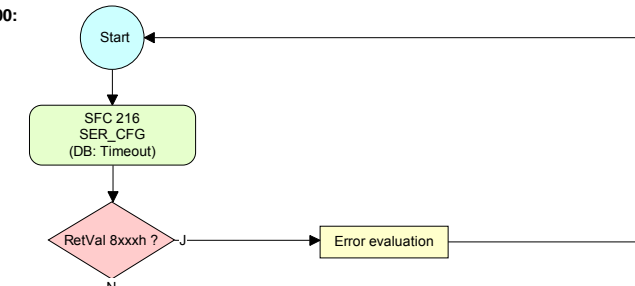 00:
Start
SFC 216
SER_CFG
(DB: Timeout)
RetVal 8xxxh ?
J
Error evaluation
N